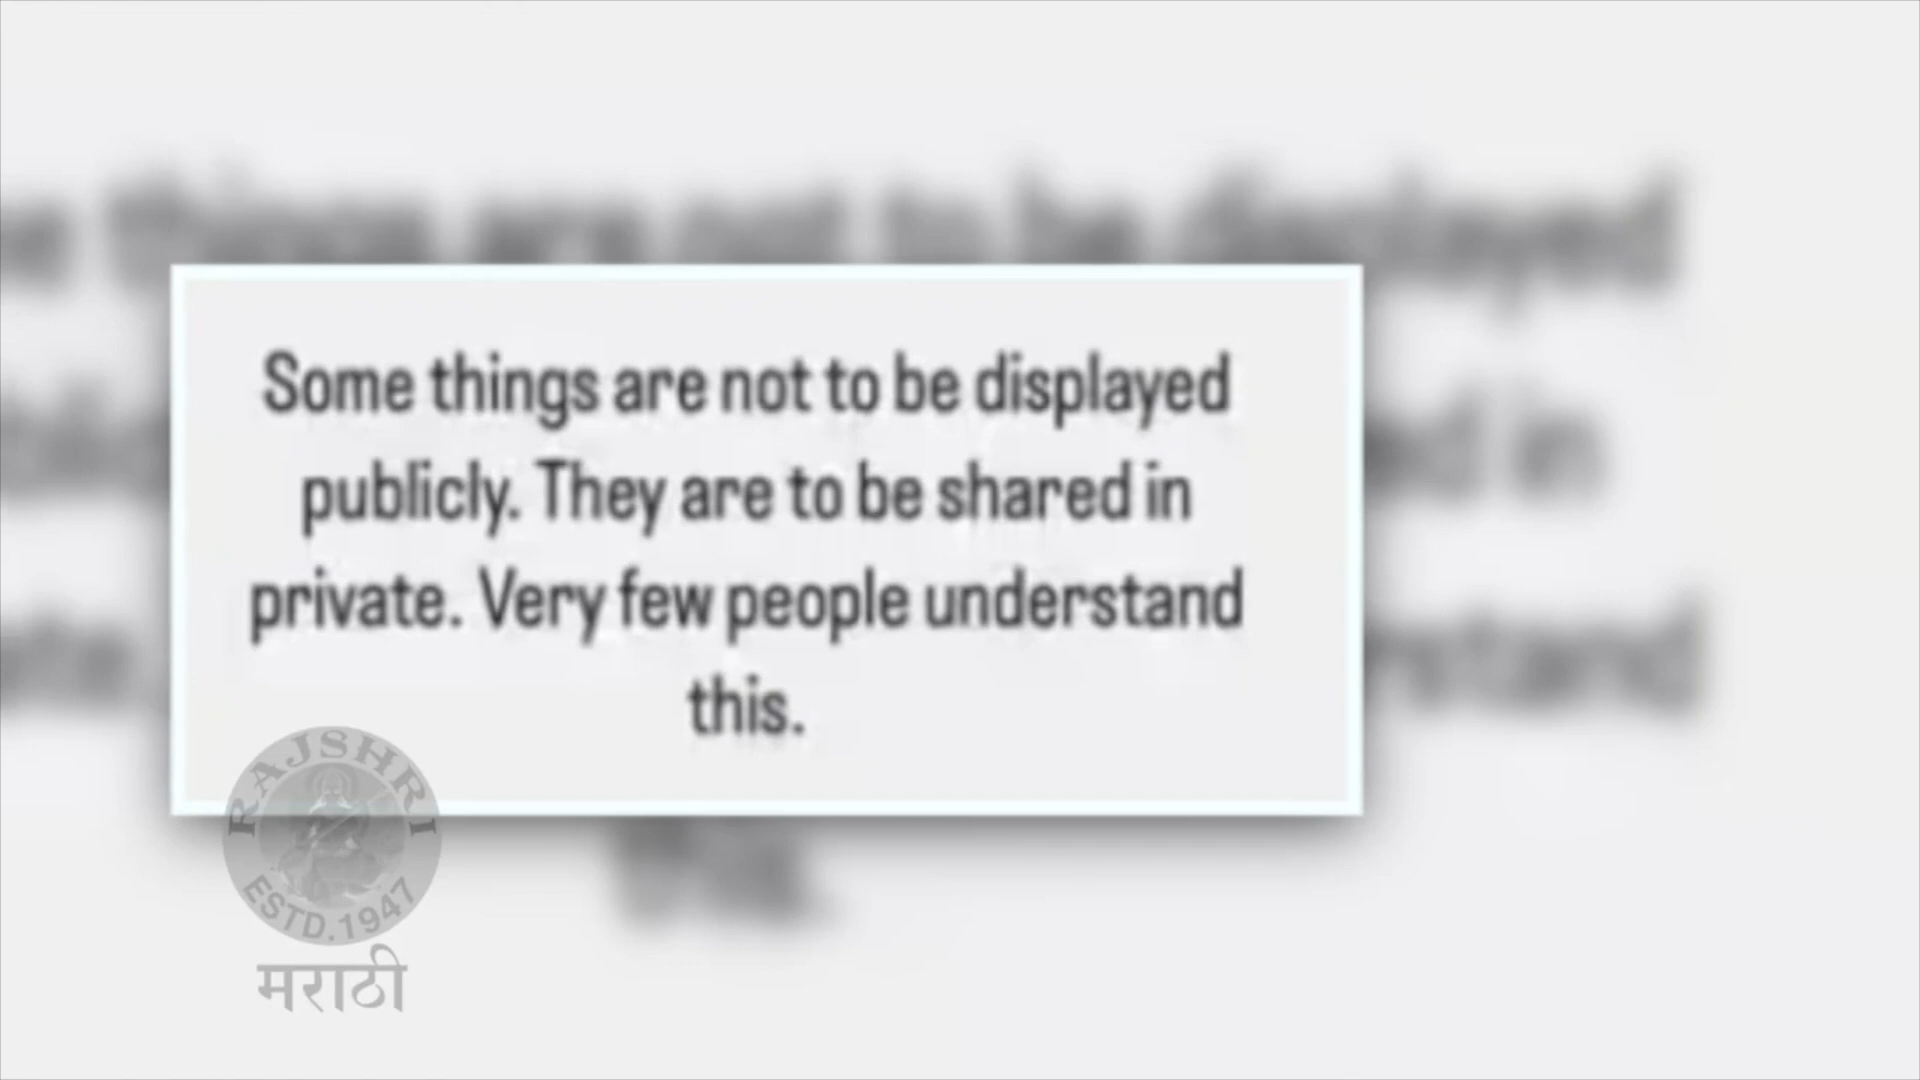 Some things are not to be displayed
publicly. They are to be shared in
private. Very few people understand
this.
RAJSHRI
ESTD.1947
मराठी